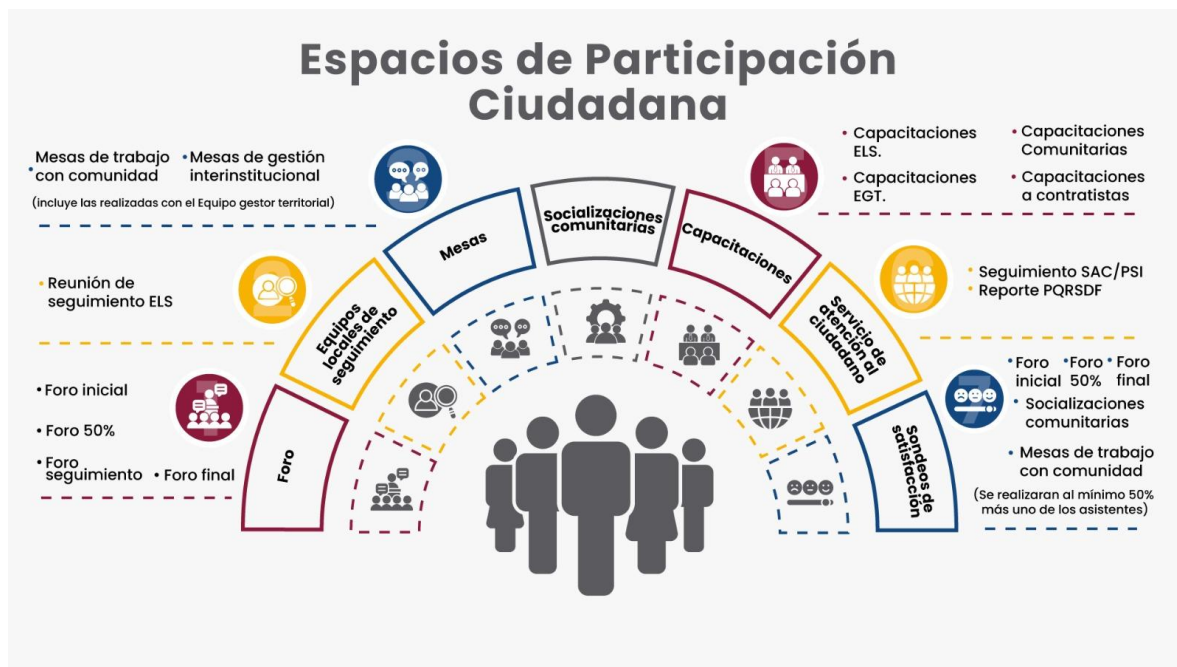 Espacios de Participación
Ciudadana
• Mesas de trabajo
con comunidad
• Mesas de gestión
interinstitucional
(incluye las realizadas con el Equipo gestor territorial)
• Reunión de
seguimiento ELS
• Foro inicial
• Foro 50%
• Foro
seguimiento
• Foro final
Foro
Equipos
locales de
seguimiento
Mesas
Socializaciones
comunitarias
Capacitaciones
Servicio de
atención al
ciudadano
Sondeos de
satisfacción
• Capacitaciones
ELS.
• Capacitaciones
Comunitarias
• Capacitaciones
EGT.
• Capacitaciones
a contratistas
• Seguimiento SAC/PSI
• Reporte PQRSDF
• Foro
inicial
• Foro
50%
• Foro
final
• Socializaciones
comunitarias
• Mesas de trabajo
con comunidad
(Se realizaran al mínimo 50%
más uno de los asistentes)